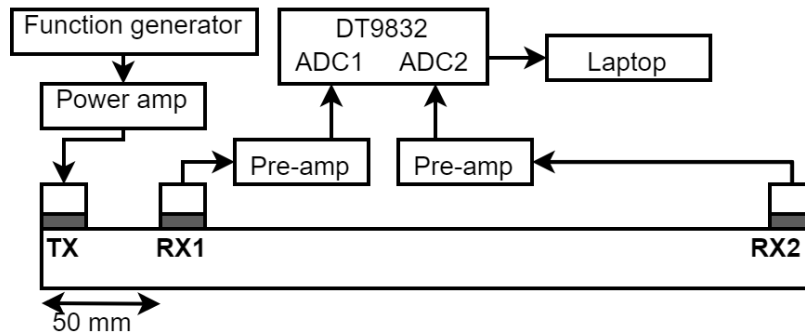 Function generator
DT9832
ADC1 ADC2
Laptop
Power amp
Pre-amp
Pre-amp
TX
RX1
RX2
50 mm